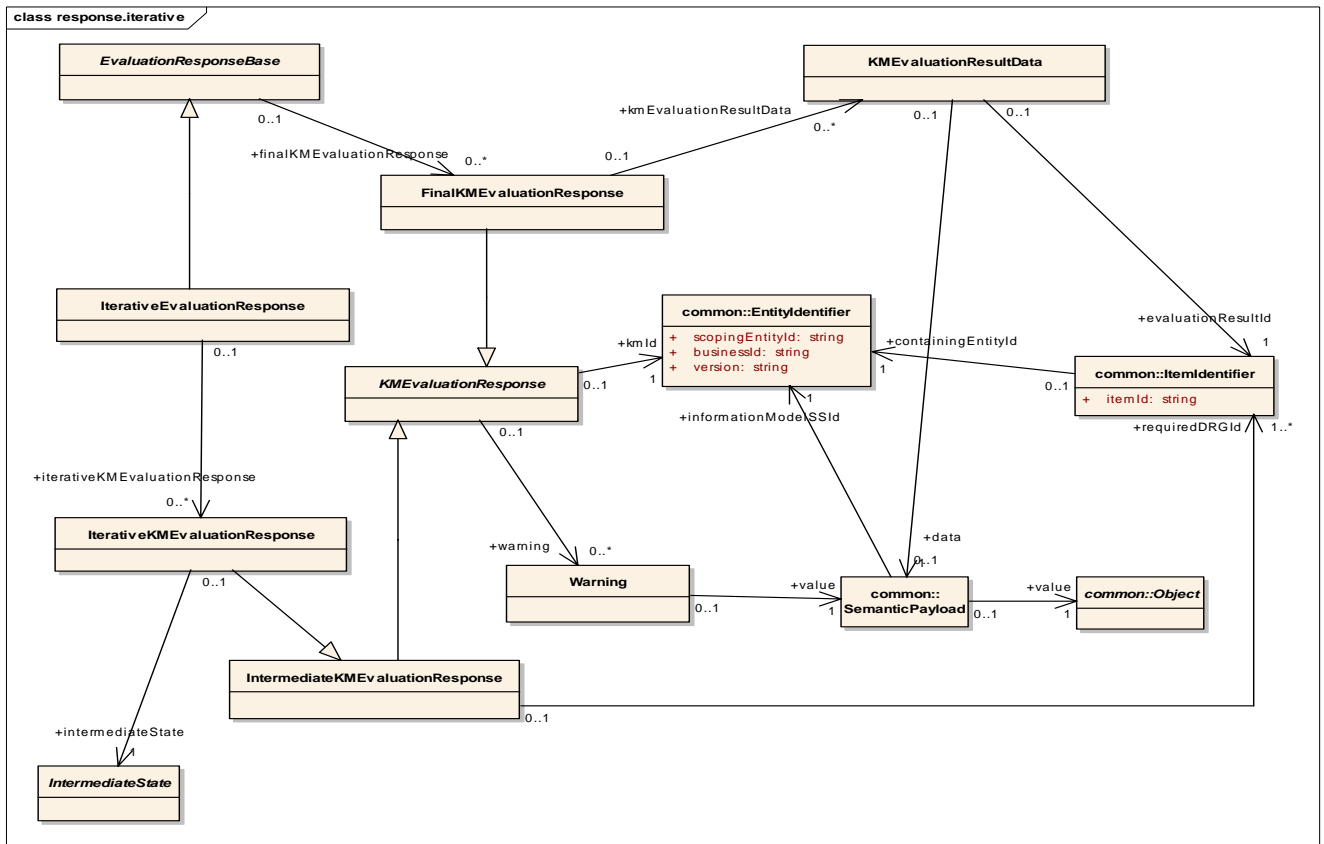 class response.iterative
EvaluationResponseBase
KMEvaluationResultData
0..1
+finalKMEvaluationResponse
0..*
+kmEvaluationResultData
0..*
0..1
0..1
0..1
FinalKMEvaluationResponse
IterativeEvaluationResponse
0..1
common::EntityIdentifier
+ scopingEntityId: string
+ businessId: string
+ version: string
+evaluationResultId
1
+kmId
1
0..1
+containingEntityId
1
0..1
common::ItemIdentifier
+ itemId: string
KMEvaluationResponse
0..1
+informationModelSSId
1
+requiredDRGId
1..*
+iterativeKMEvaluationResponse
0..*
IterativeKMEvaluationResponse
0..1
+warning
0..*
+data
0..1
1
Warning
0..1
+value
1
common::
SemanticPayload
0..1
+value
1
common::Object
IntermediateKMEvaluationResponse
0..1
+intermediateState
1
IntermediateState